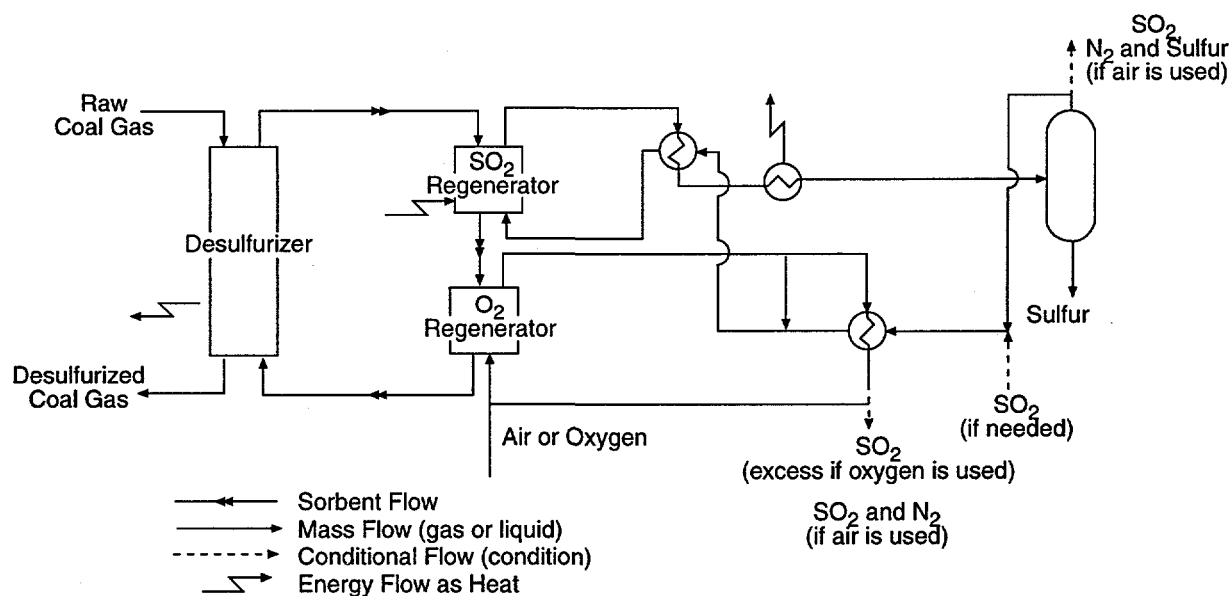 SO2,
N2 and Sulfur
(if air is used)
Raw
Coal Gas
SO2
Regenerator
Desulfurizer
O2
Regenerator
Sulfur
Desulfurized
Coal Gas
Air or Oxygen
SO2
(if needed)
SO2
(excess if oxygen is used)
SO2 and N2
(if air is used)
Sorbent Flow
Mass Flow (gas or liquid)
Conditional Flow (condition)
Energy Flow as Heat